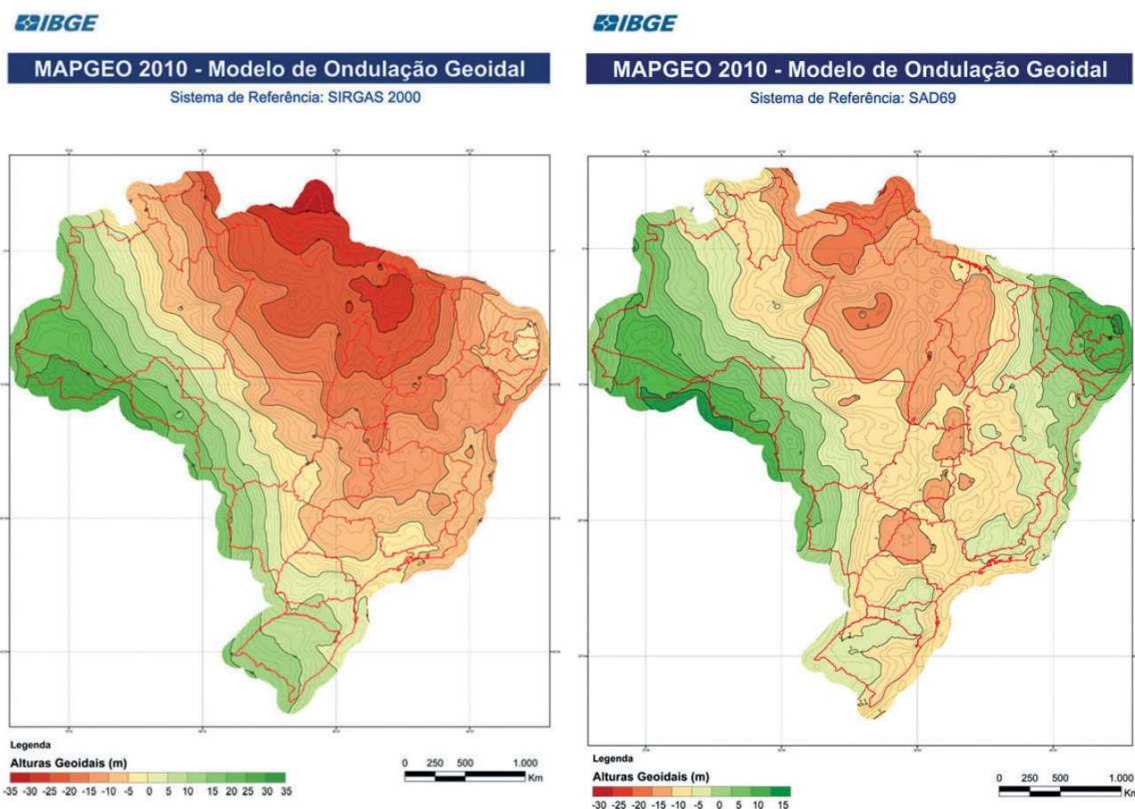 IBGE
MAPGEO 2010 - Modelo de Ondulação Geoidal
Sistema de Referência: SIRGAS 2000
Legenda
Alturas Geoidais (m)
-35 -30 -25 -20 -15 -10 -5 0 5 10 15 20 25 30 35
0 250 500 1.000
Km
IBGE
MAPGEO 2010 - Modelo de Ondulação Geoidal
Sistema de Referência: SAD69
Legenda
Alturas Geoidais (m)
-30 -25 -20 -15 -10 -5 0 5 10 15
0 250 500 1.000
Km